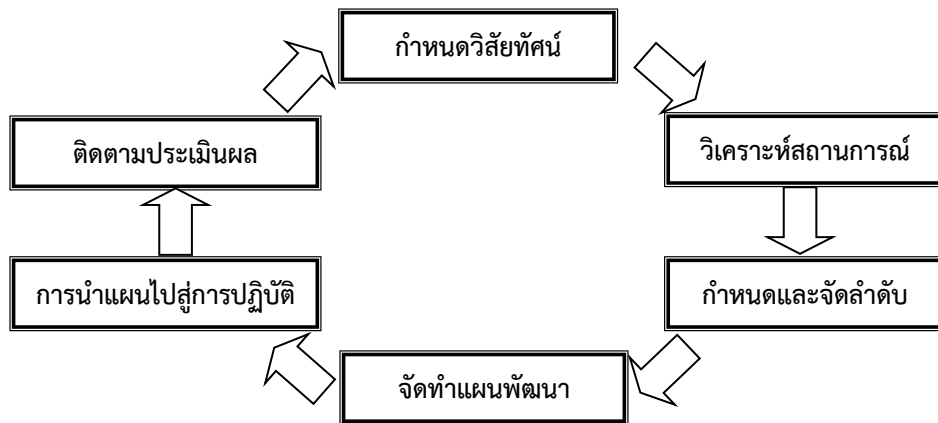 กำหนดวิสัยทัศน์
วิเคราะห์สถานการณ์
กำหนดและจัดลำดับ
จัดทำแผนพัฒนา
การนำแผนไปสู่การปฏิบัติ
ติดตามประเมินผล